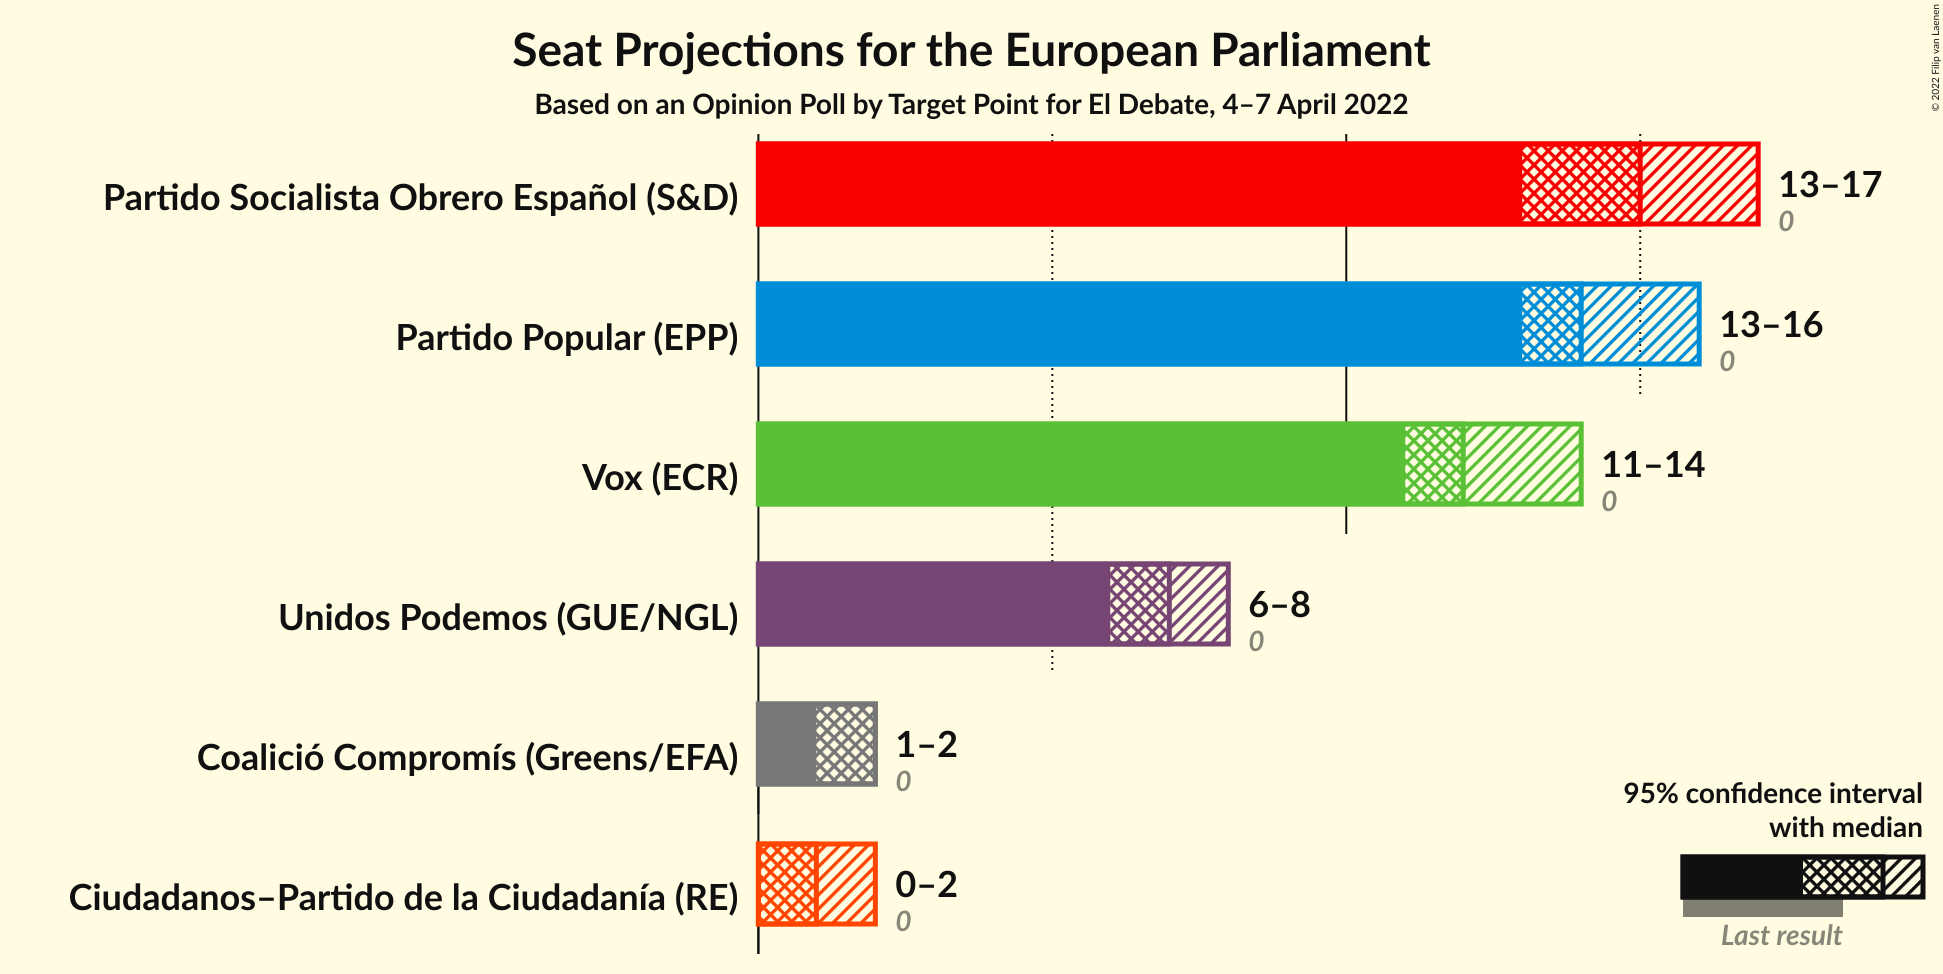 Seat Projections for the European Parliament
Based on an Opinion Poll by Target Point for El Debate, 4–7 April 2022
© 2022 Filip van Laenen
Partido Socialista Obrero Español (S&D)
13–17
0
Partido Popular (EPP)
13–16
0
Vox (ECR)
11–14
0
Unidos Podemos (GUE/NGL)
6–8
0
Coalició Compromís (Greens/EFA)
1–2
0
Ciudadanos–Partido de la Ciudadanía (RE)
0–2
0
95% confidence interval
with median
Last result